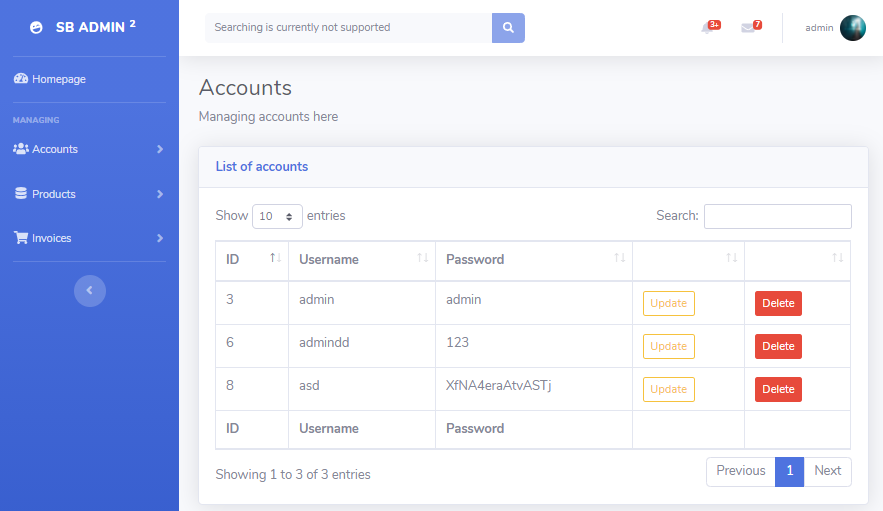 SB ADMIN 2
Searching is currently not supported
3+
7
admin
Homepage
MANAGING
Accounts
Products
Invoices
Accounts
Managing accounts here
List of accounts
Show 10 entries
Search:
ID Username Password
3 admin admin Update Delete
6 admindd 123 Update Delete
8 asd XfNA4eraAtvASTj Update Delete
ID Username Password
Showing 1 to 3 of 3 entries
Previous 1 Next